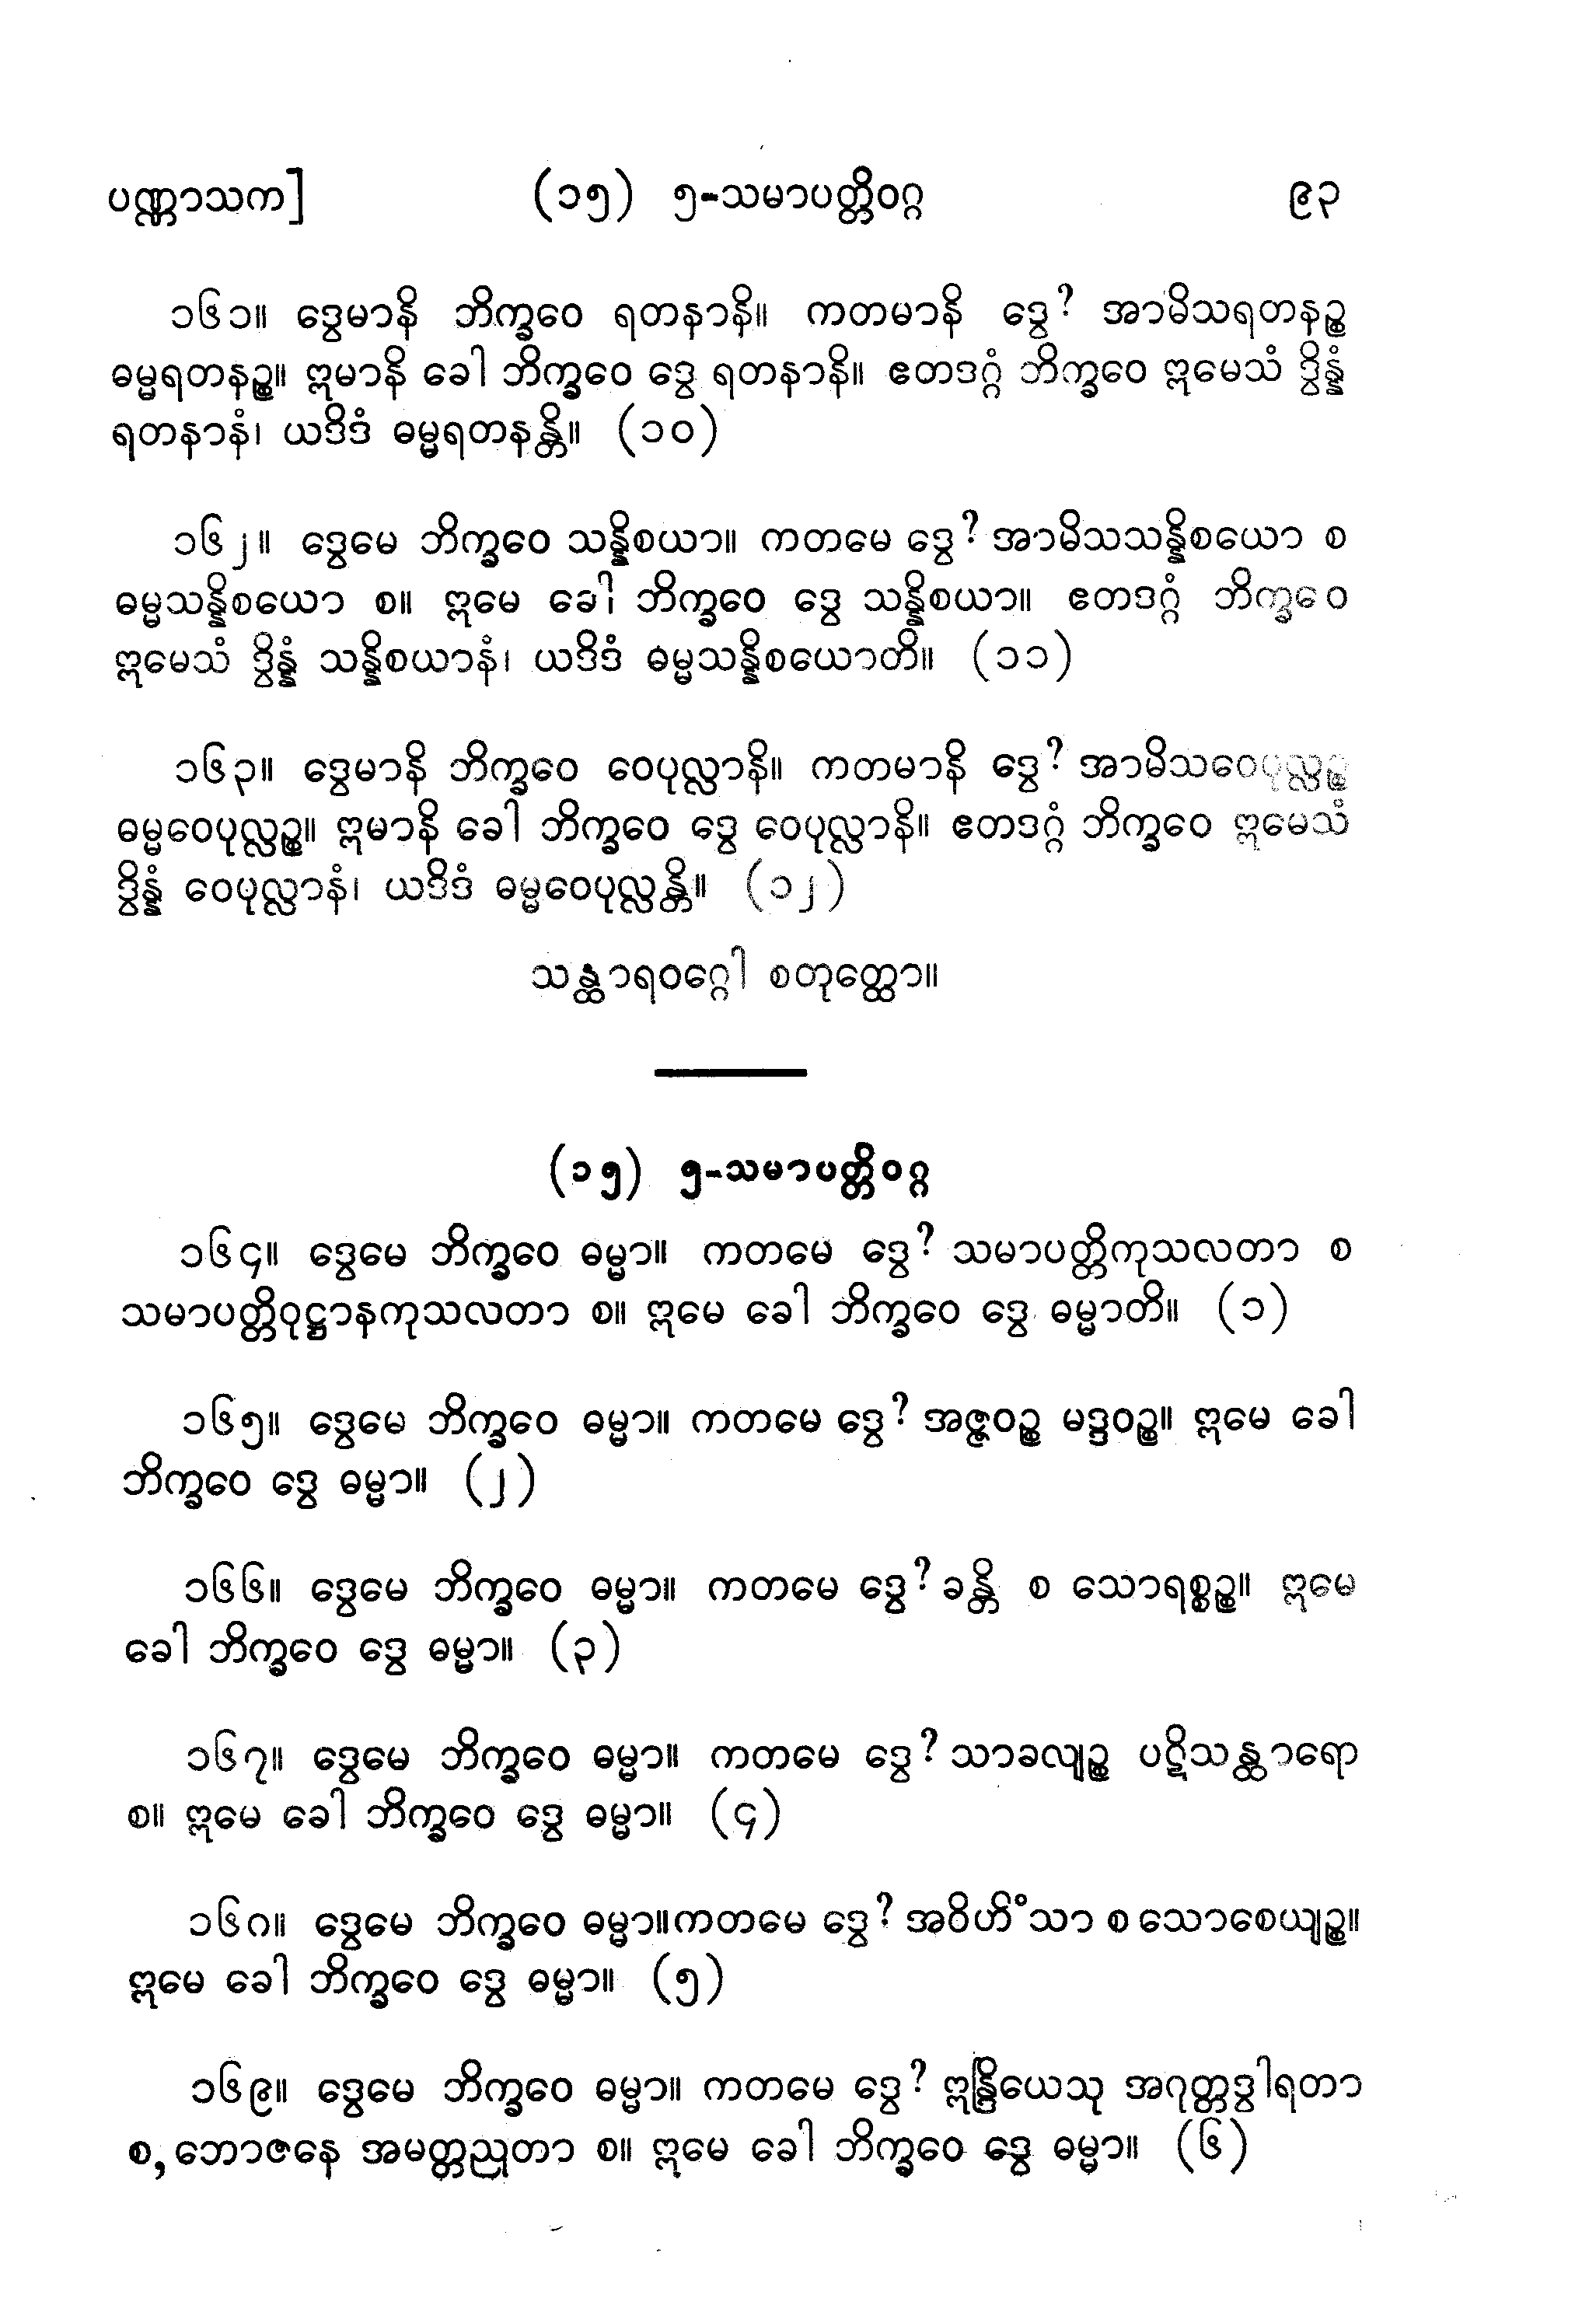 ပဏ္ဏာသက] (၁၅) ၅-သမာပတ္တိဝဂ္ဂ ၉၃
၁၆၁။ ဒွေမာနိ ဘိက္ခဝေ ရတနာနိ။ ကတမာနိ ဒွေ? အာမိသရတနဉ္စ
ဓမ္မရတနဉ္စ။ ဣမာနိ ခေါ ဘိက္ခဝေ ဒွေ ရတနာနိ။ ဧတဒဂ္ဂံ ဘိက္ခဝေ ဣမေသံ ဒွိန္နံ
ရတနာနံ၊ ယဒိဒံ ဓမ္မရတနန္တိ။ (၁၀)
၁၆၂။ ဒွေမေ ဘိက္ခဝေ သန္နိစယာ။ ကတမေ ဒွေ? အာမိသသန္နိစယော စ
ဓမ္မသန္နိစယော စ။ ဣမေ ခေါ ဘိက္ခဝေ ဒွေ သန္နိစယာ။ ဧတဒဂ္ဂံ ဘိက္ခဝေ
ဣမေသံ ဒွိန္နံ သန္နိစယာနံ၊ ယဒိဒံ ဓမ္မသန္နိစယောတိ။ (၁၁)
၁၆၃။ ဒွေမာနိ ဘိက္ခဝေ ဝေပုလ္လာနိ။ ကတမာနိ ဒွေ? အာမိသဝေပုလ္လဉ္စ
ဓမ္မဝေပုလ္လဉ္စ။ ဣမာနိ ခေါ ဘိက္ခဝေ ဒွေ ဝေပုလ္လာနိ။ ဧတဒဂ္ဂံ ဘိက္ခဝေ ဣမေသံ
ဒွိန္နံ ဝေပုလ္လာနံ၊ ယဒိဒံ ဓမ္မဝေပုလ္လန္တိ။ (၁၂)
သန္ထာရဝဂ္ဂေါ စတုတ္ထော။
(၁၅) ၅-သမာပတ္တိဝဂ္ဂ
၁၆၄။ ဒွေမေ ဘိက္ခဝေ ဓမ္မာ။ ကတမေ ဒွေ? သမာပတ္တိကုသလတာ စ
သမာပတ္တိဝုဋ္ဌာနကုသလတာ စ။ ဣမေ ခေါ ဘိက္ခဝေ ဒွေ ဓမ္မာတိ။ (၁)
၁၆၅။ ဒွေမေ ဘိက္ခဝေ ဓမ္မာ။ ကတမေ ဒွေ? အဇ္ဇဝဉ္စ မဒ္ဒဝဉ္စ။ ဣမေ ခေါ
ဘိက္ခဝေ ဒွေ ဓမ္မာ။ (၂)
၁၆၆။ ဒွေမေ ဘိက္ခဝေ ဓမ္မာ။ ကတမေ ဒွေ? ခန္တိ စ သောရစ္စဉ္စ။ ဣမေ
ခေါ ဘိက္ခဝေ ဒွေ ဓမ္မာ။ (၃)
၁၆၇။ ဒွေမေ ဘိက္ခဝေ ဓမ္မာ။ ကတမေ ဒွေ? သာခလျဉ္စ ပဋိသန္ထာရော
စ။ ဣမေ ခေါ ဘိက္ခဝေ ဒွေ ဓမ္မာ။ (၄)
၁၆၈။ ဒွေမေ ဘိက္ခဝေ ဓမ္မာ။ကတမေ ဒွေ? အဝိဟိံသာ စ သောစေယျဉ္စ။
ဣမေ ခေါ ဘိက္ခဝေ ဒွေ ဓမ္မာ။ (၅)
၁၆၉။ ဒွေမေ ဘိက္ခဝေ ဓမ္မာ။ ကတမေ ဒွေ? ဣန္ဒြိယေသု အဂုတ္တဒွါရတာ
စ, ဘောဇနေ အမတ္တညုတာ စ။ ဣမေ ခေါ ဘိက္ခဝေ ဒွေ ဓမ္မာ။ (၆)